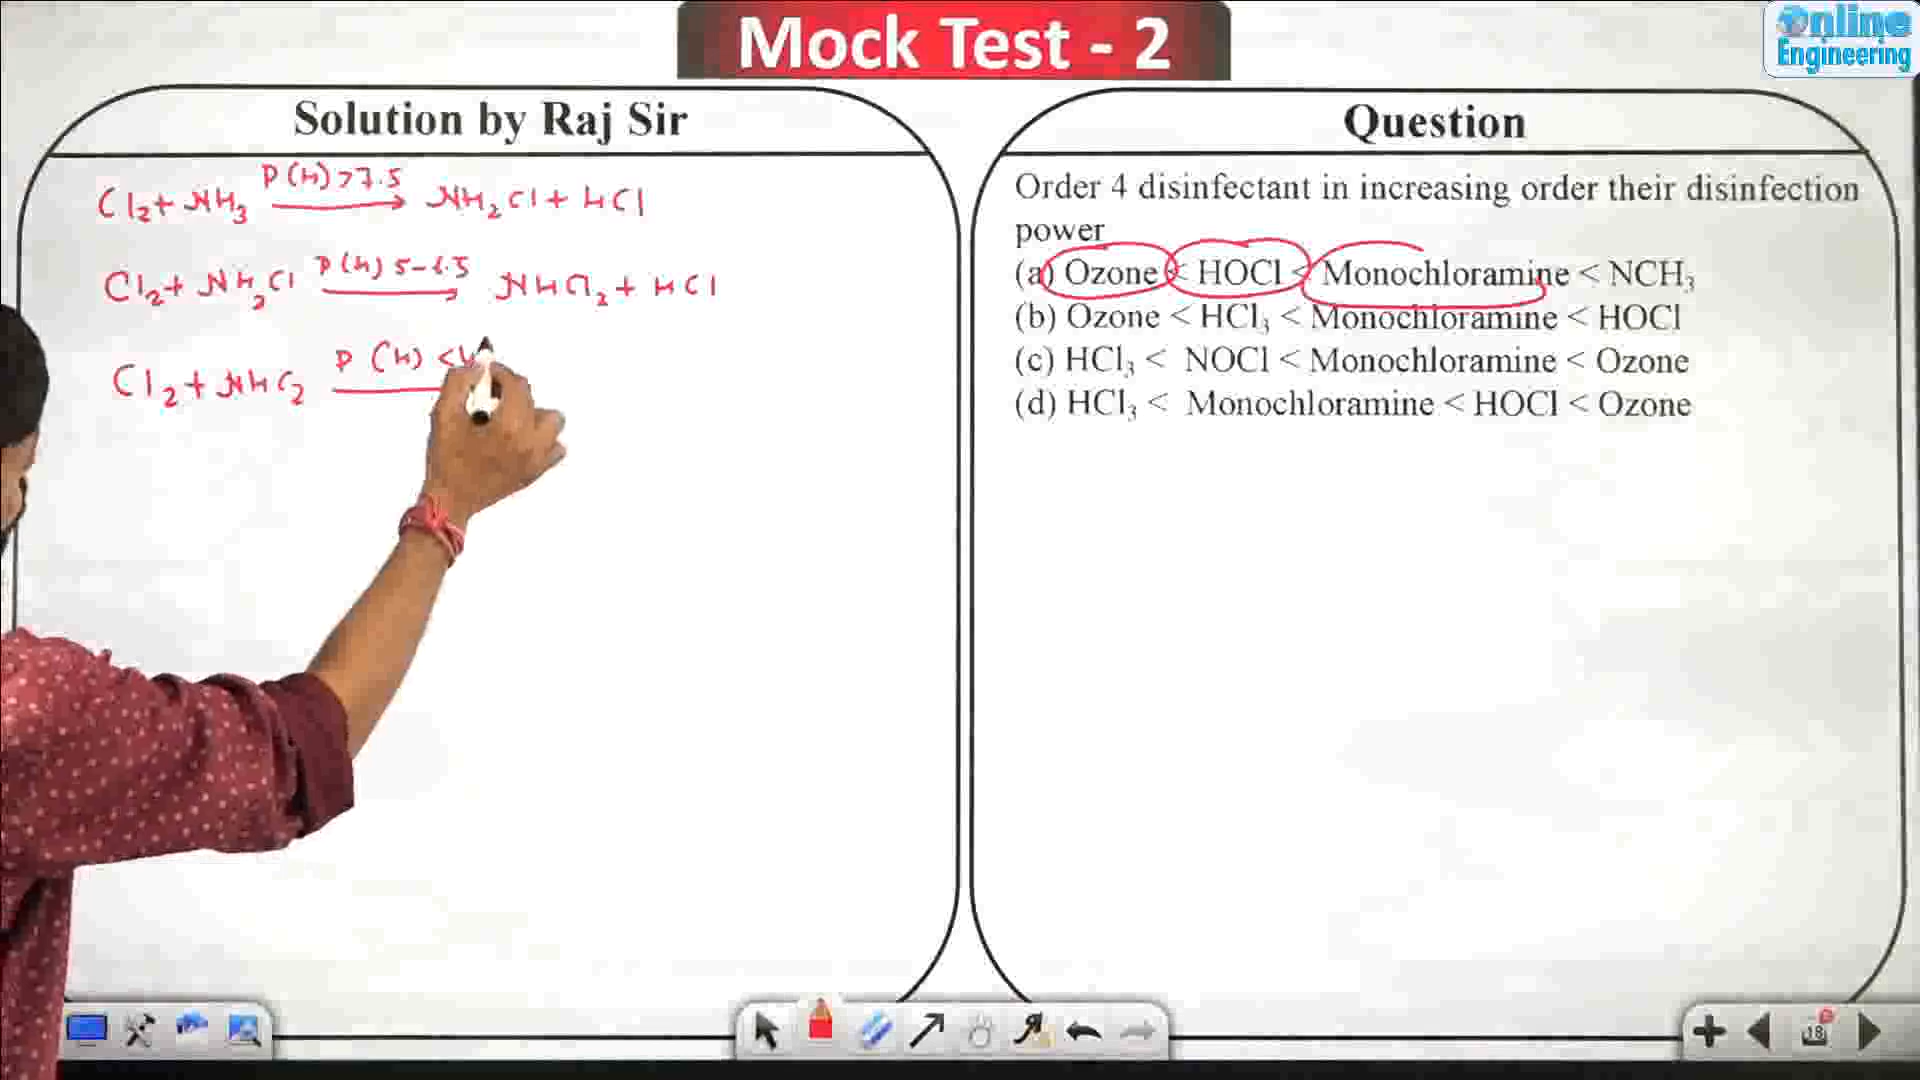 Mock Test - 2
Online
Engineering
Solution by Raj Sir
Cl₂ + NH₃ P(H) >7.5 → NH₂Cl + HCl
Cl₂ + NH₂Cl P(H) 5-6.5 → NHCl₂ + HCl
Cl₂ + NHC₂ P(H) <4
Question
Order 4 disinfectant in increasing order their disinfection
power
(a) Ozone < HOCl < Monochloramine < NCH₃
(b) Ozone < HCl₃ < Monochloramine < HOCl
(c) HCl₃ < NOCl < Monochloramine < Ozone
(d) HCl₃ < Monochloramine < HOCl < Ozone
18